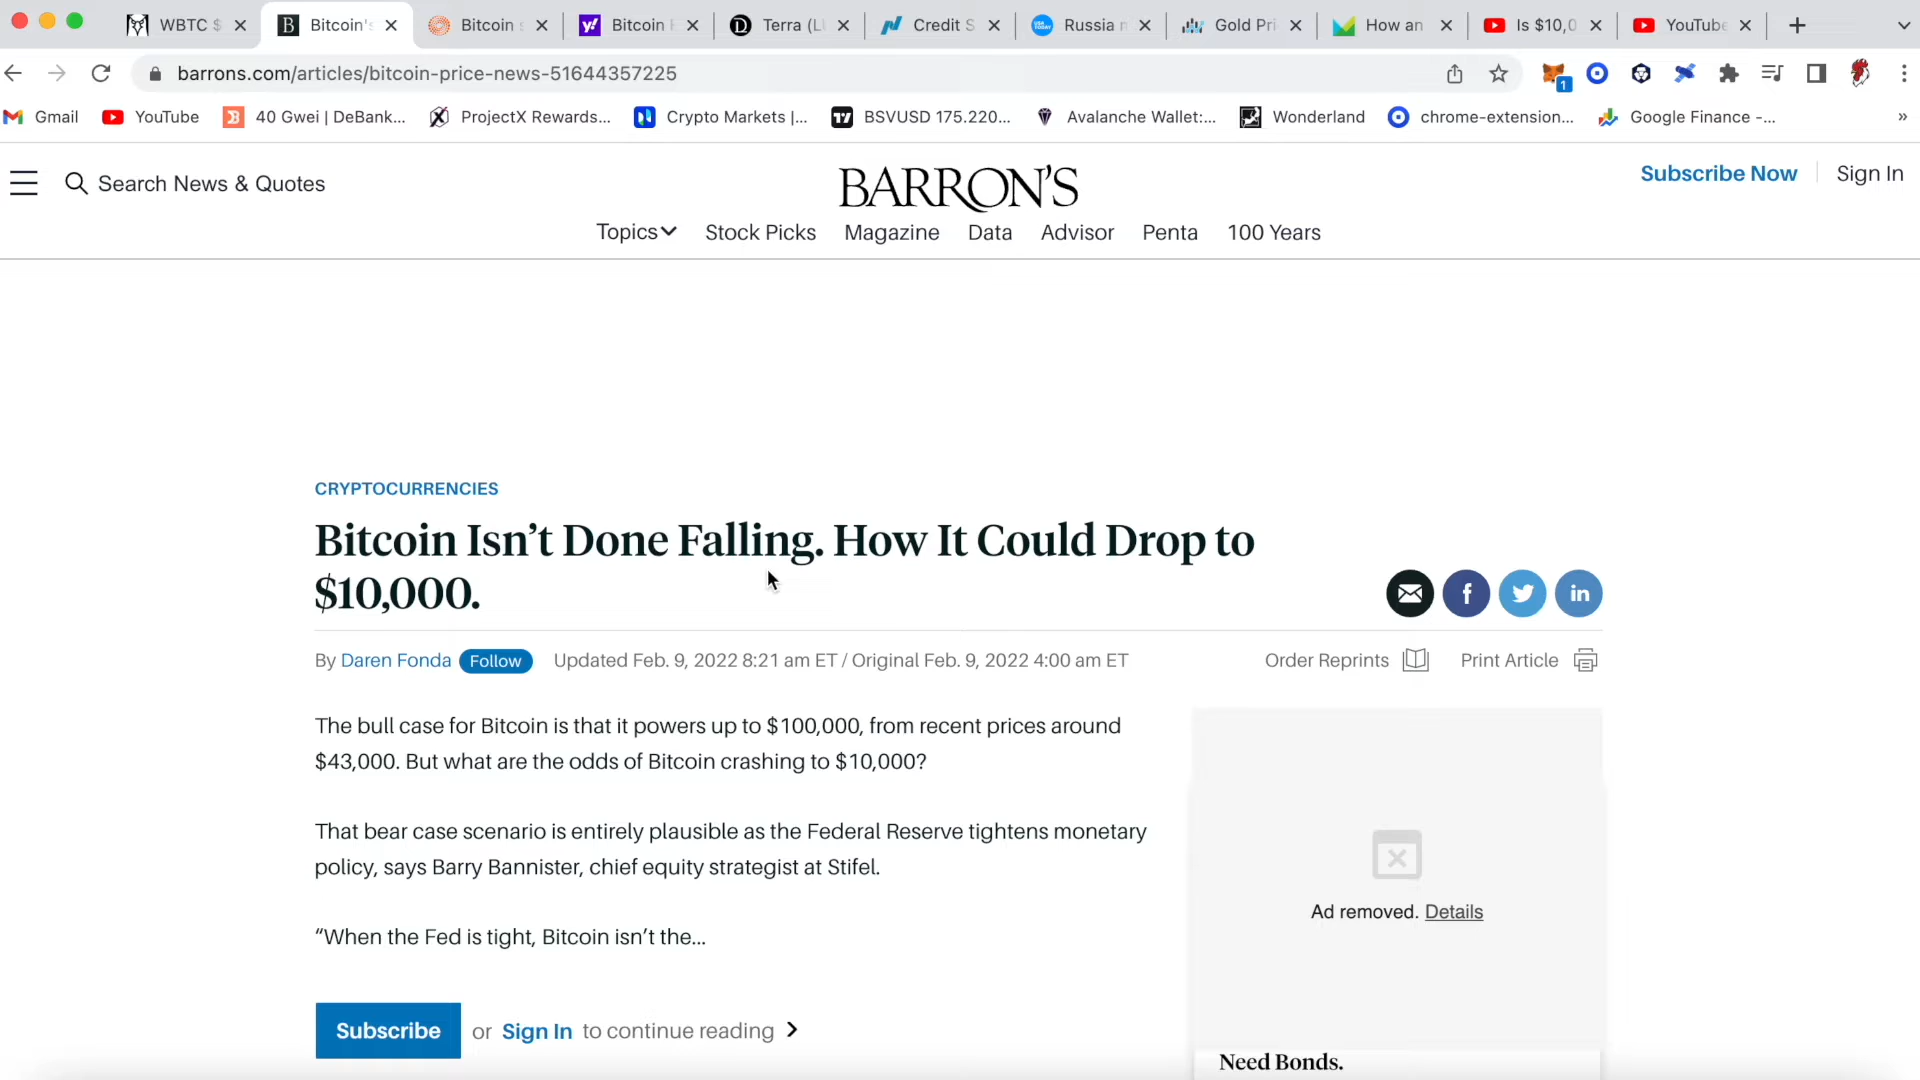 WBTC $
Bitcoin's
Bitcoin
Bitcoin
Terra (L
Credit S
Russia
Gold Pri
How an
Is $10,0
YouTube
barrons.com/articles/bitcoin-price-news-51644357225
1
Gmail
YouTube
40 Gwei | DeBank...
ProjectX Rewards...
Crypto Markets |...
BSVUSD 175.220...
Avalanche Wallet:...
Wonderland
chrome-extension...
Google Finance -...
»
Search News & Quotes
BARRON'S
Subscribe Now
Sign In
Topics
Stock Picks
Magazine
Data
Advisor
Penta
100 Years
CRYPTOCURRENCIES
Bitcoin Isn't Done Falling. How It Could Drop to
$10,000.
By Daren Fonda Follow Updated Feb. 9, 2022 8:21 am ET / Original Feb. 9, 2022 4:00 am ET
Order Reprints
Print Article
The bull case for Bitcoin is that it powers up to $100,000, from recent prices around
$43,000. But what are the odds of Bitcoin crashing to $10,000?
That bear case scenario is entirely plausible as the Federal Reserve tightens monetary
policy, says Barry Bannister, chief equity strategist at Stifel.
“When the Fed is tight, Bitcoin isn't the...
Ad removed. Details
Subscribe or Sign In to continue reading
Need Bonds.